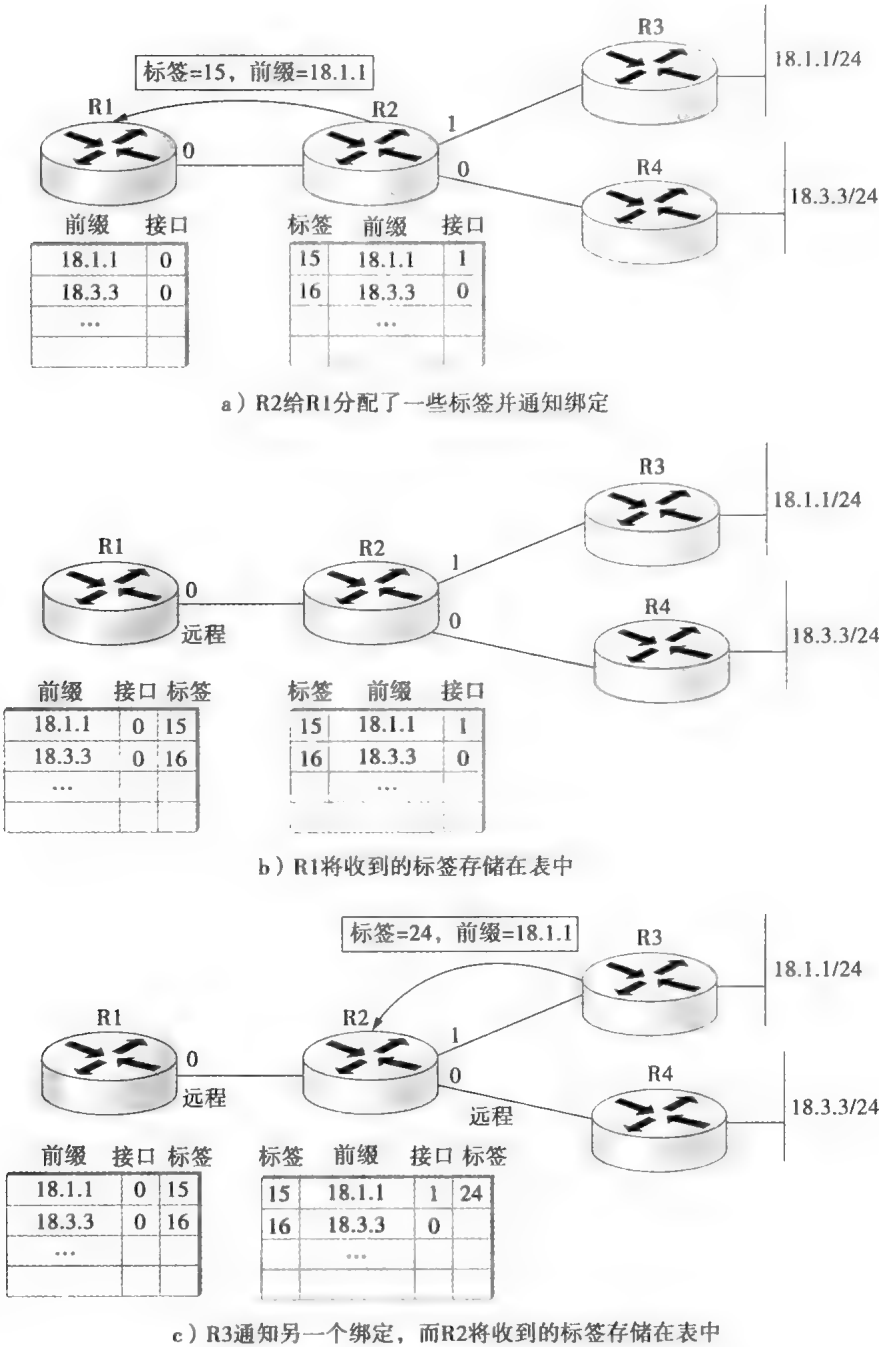 标签=15，前缀=18.1.1
R1
R2
R3
R4
0
1
0
18.1.1/24
18.3.3/24
前缀 接口
18.1.1 0
18.3.3 0
...
标签 前缀 接口
15 18.1.1 1
16 18.3.3 0
...
a）R2给R1分配了一些标签并通知绑定
R1
R2
R3
R4
0
远程
1
0
18.1.1/24
18.3.3/24
前缀 接口 标签
18.1.1 0 15
18.3.3 0 16
...
标签 前缀 接口
15 18.1.1 1
16 18.3.3 0
...
b）R1将收到的标签存储在表中
标签=24，前缀=18.1.1
R1
R2
R3
R4
0
远程
1
0
远程
18.1.1/24
18.3.3/24
前缀 接口 标签
18.1.1 0 15
18.3.3 0 16
...
标签 前缀 接口 标签
15 18.1.1 1 24
16 18.3.3 0
...
c）R3通知另一个绑定，而R2将收到的标签存储在表中